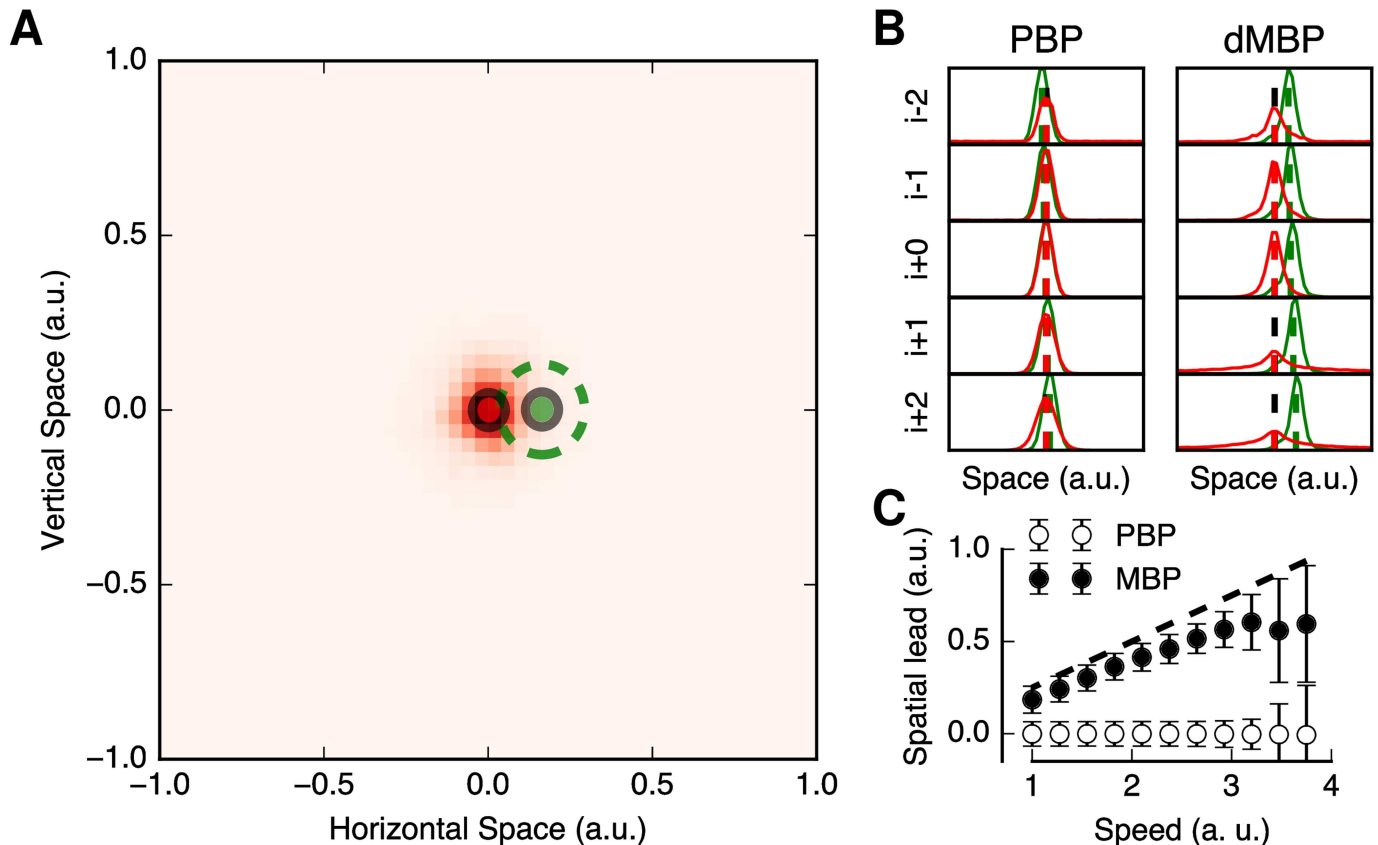 A
1.0
0.5
0.0
−0.5
−1.0
Vertical Space (a.u.)
−1.0 −0.5 0.0 0.5 1.0
Horizontal Space (a.u.)
B
PBP dMBP
i-2
i-1
i+0
i+1
i+2
Space (a.u.) Space (a.u.)
C
PBP
MBP
1.0
0.5
0.0
Spatial lead (a.u.)
1 2 3 4
Speed (a. u.)